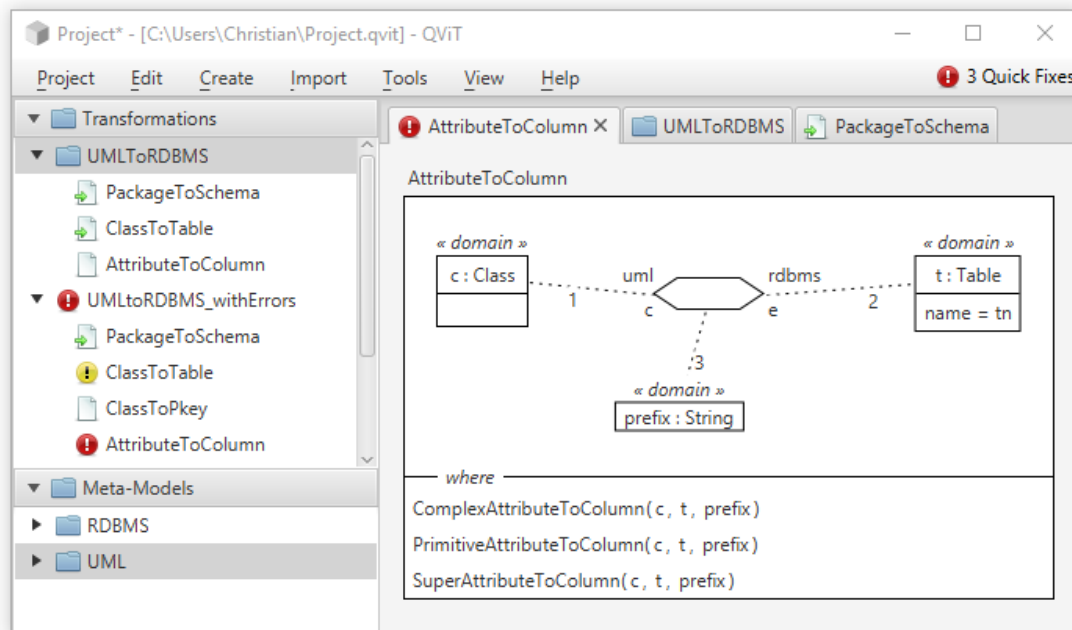 Project* - [C:\Users\Christian\Project.qvit] - QViT
Project Edit Create Import Tools View Help 3 Quick Fixes
Transformations
UMLToRDBMS
PackageToSchema
ClassToTable
AttributeToColumn
UMLtoRDBMS_withErrors
PackageToSchema
ClassToTable
ClassToPkey
AttributeToColumn
Meta-Models
RDBMS
UML
AttributeToColumn UMLToRDBMS PackageToSchema
AttributeToColumn
« domain » « domain »
c : Class uml rdbms t : Table
1 c e 2 name = tn
3
« domain »
prefix : String
where
ComplexAttributeToColumn(c, t, prefix)
PrimitiveAttributeToColumn(c, t, prefix)
SuperAttributeToColumn(c, t, prefix)